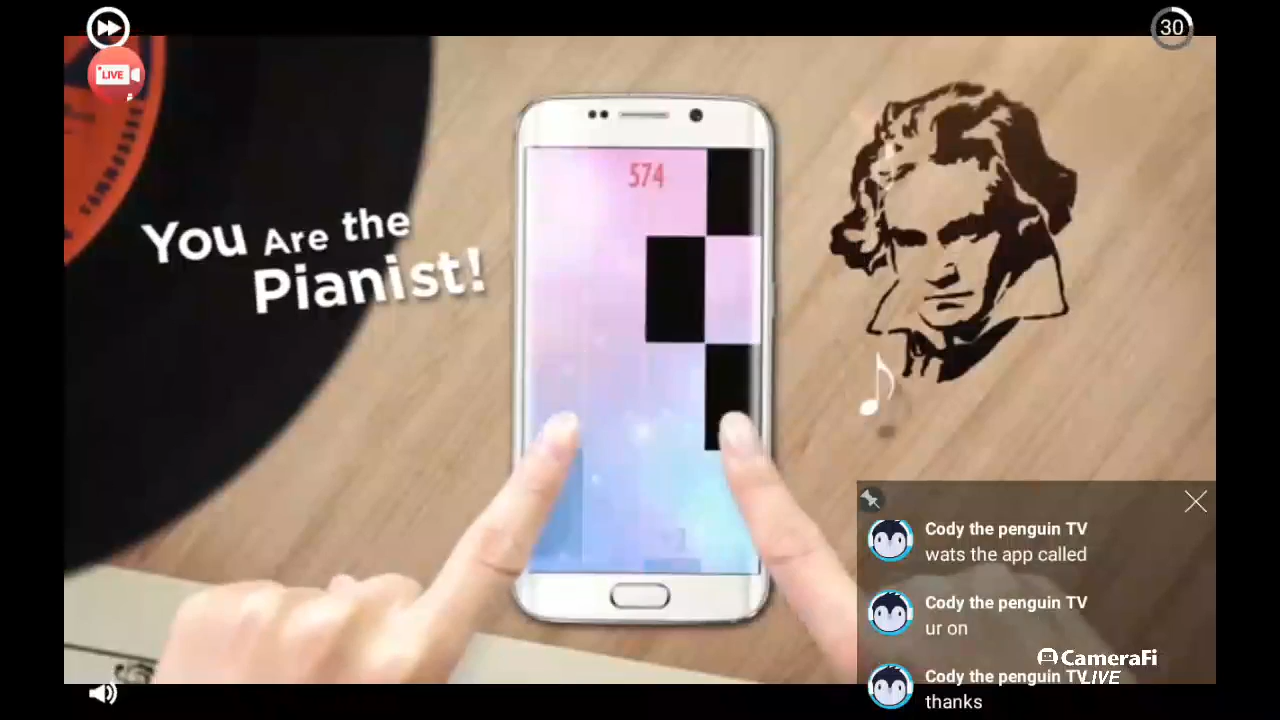 30
LIVE
574
You Are the
Pianist!
Cody the penguin TV
wats the app called
Cody the penguin TV
ur on
CameraFi
LIVE
Cody the penguin TV
thanks